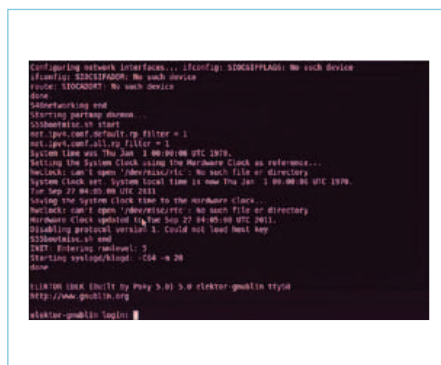 Configuring network interfaces... ifconfig: SIOCGIFFLAGS: No such device
ifconfig: SIOCSIFADDR: No such device
route: SIOCADDRT: No such device
done.
S40networking end
Starting portmap daemon...
S55bootmisc.sh start
net.ipv4.conf.default.rp_filter = 1
net.ipv4.conf.all.rp_filter = 1
System time was Thu Jan 1 00:00:06 UTC 1970.
Setting the System Clock using the Hardware Clock as reference...
hwclock: can't open '/dev/misc/rtc': No such file or directory
System Clock set. System local time is now Thu Jan 1 00:00:06 UTC 1970.
Tue Sep 27 04:05:00 UTC 2011
Saving the System Clock time to the Hardware Clock...
hwclock: can't open '/dev/misc/rtc': No such file or directory
Hardware Clock updated to Tue Sep 27 04:05:00 UTC 2011.
Disabling protocol version 1. Could not load host key
S55bootmisc.sh end
INIT: Entering runlevel: 5
Starting syslogd/klogd: -C64 -m 20
done
ELEKTOR (built by Poky 5.0) 5.0 elektor-gnublin ttyS0
http://www.gnublin.org
elektor-gnublin login: